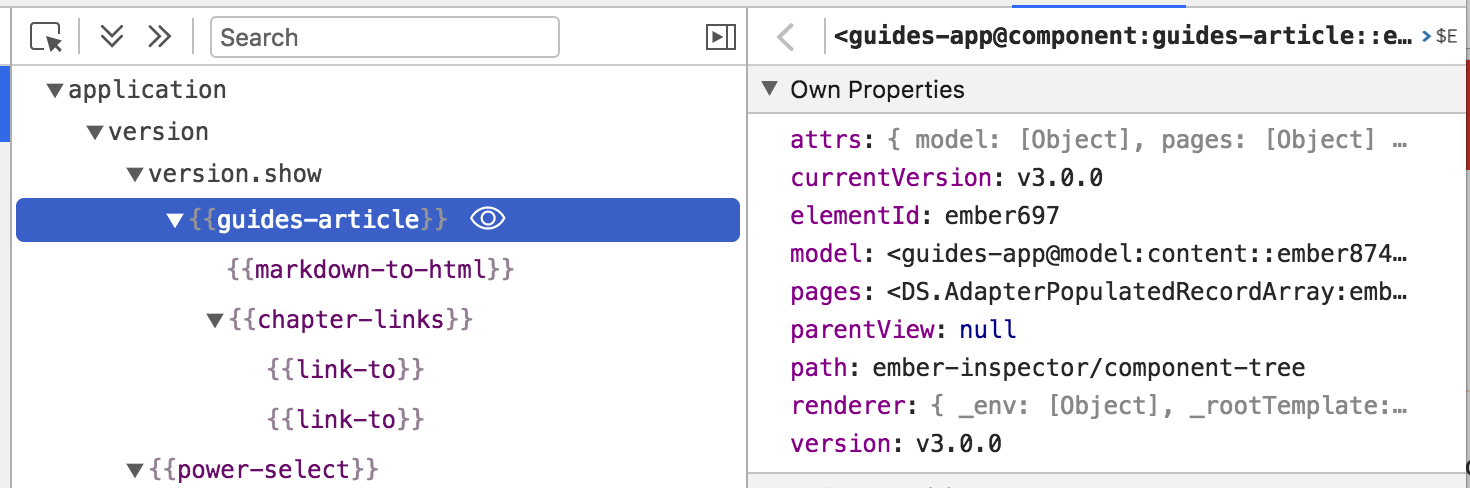 Search
application
version
version.show
{{guides-article}}
{{markdown-to-html}}
{{chapter-links}}
{{link-to}}
{{link-to}}
{{power-select}}
<guides-app@component:guides-article::e… $E
Own Properties
attrs: { model: [Object], pages: [Object] …
currentVersion: v3.0.0
elementId: ember697
model: <guides-app@model:content::ember874…
pages: <DS.AdapterPopulatedRecordArray:emb…
parentView: null
path: ember-inspector/component-tree
renderer: { _env: [Object], _rootTemplate:…
version: v3.0.0